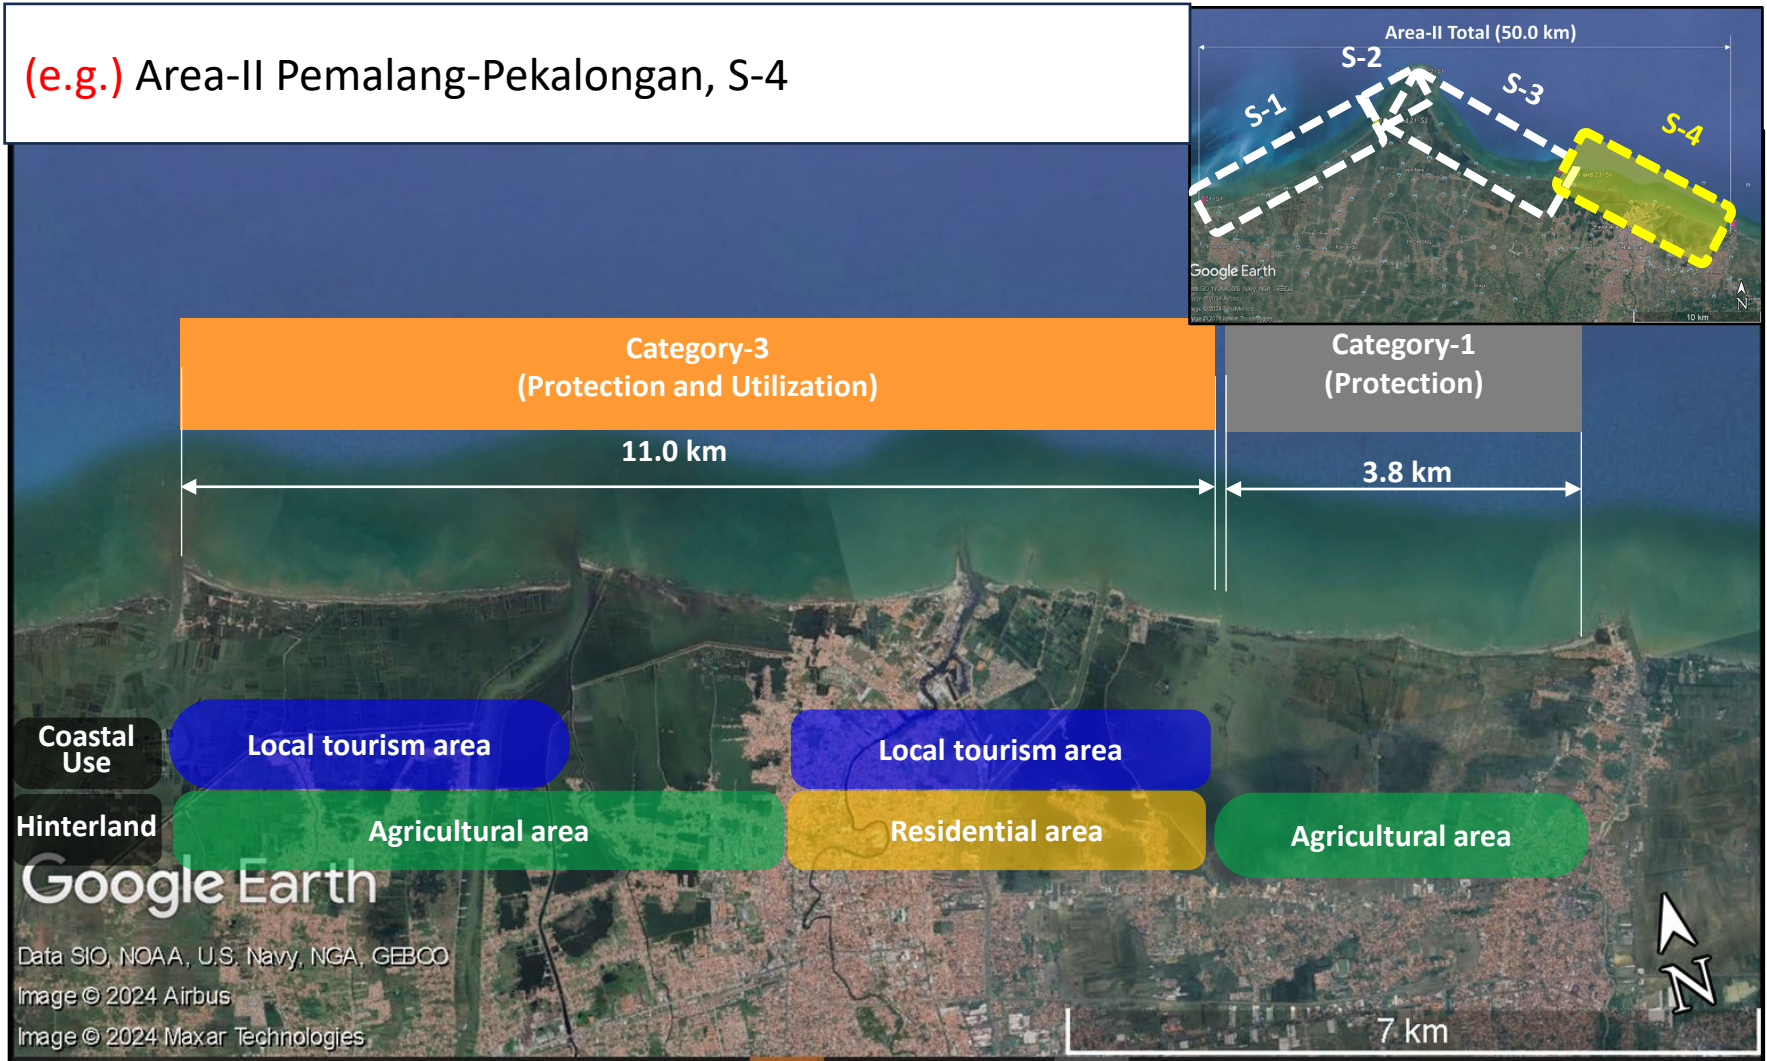 (e.g.) Area-II Pemalang-Pekalongan, S-4
Area-II Total (50.0 km)
S-1
S-2
S-3
S-4
Google Earth
10 km
N
Category-3
(Protection and Utilization)
Category-1
(Protection)
11.0 km
3.8 km
Coastal
Use
Local tourism area
Local tourism area
Hinterland
Agricultural area
Residential area
Agricultural area
Google Earth
Data SIO, NOAA, U.S. Navy, NGA, GEBCO
Image © 2024 Airbus
Image © 2024 Maxar Technologies
7 km
N